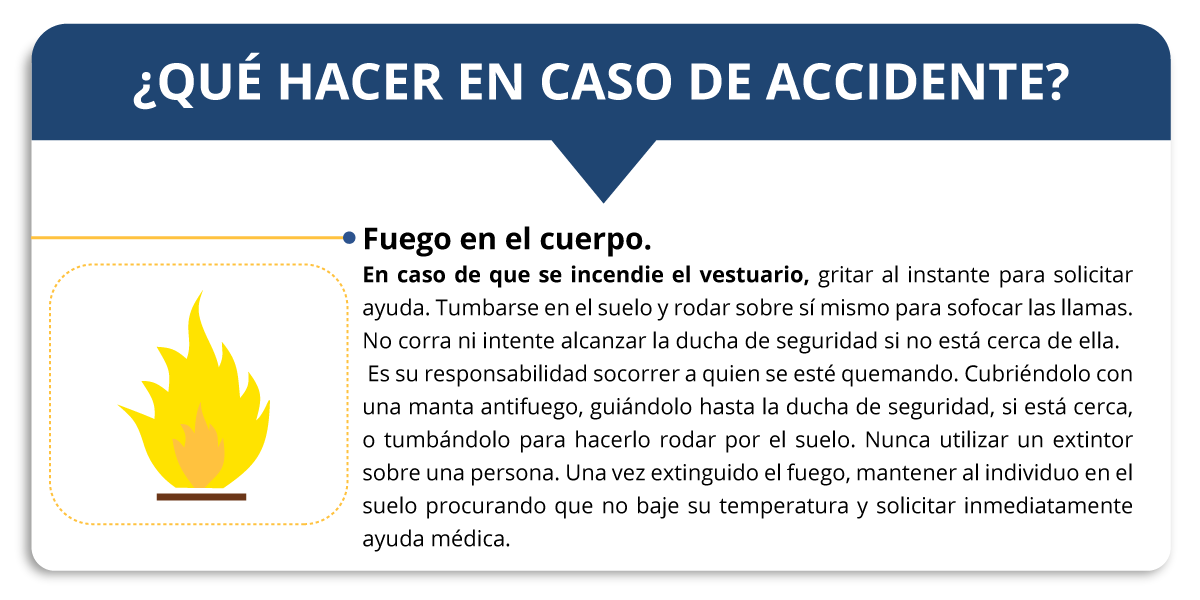 ¿QUÉ HACER EN CASO DE ACCIDENTE?
Fuego en el cuerpo.
En caso de que se incendie el vestuario, gritar al instante para solicitar
ayuda. Tumbarse en el suelo y rodar sobre sí mismo para sofocar las llamas.
No corra ni intente alcanzar la ducha de seguridad si no está cerca de ella.
Es su responsabilidad socorrer a quien se esté quemando. Cubriéndolo con
una manta antifuego, guiándolo hasta la ducha de seguridad, si está cerca,
o tumbándolo para hacerlo rodar por el suelo. Nunca utilizar un extintor
sobre una persona. Una vez extinguido el fuego, mantener al individuo en el
suelo procurando que no baje su temperatura y solicitar inmediatamente
ayuda médica.